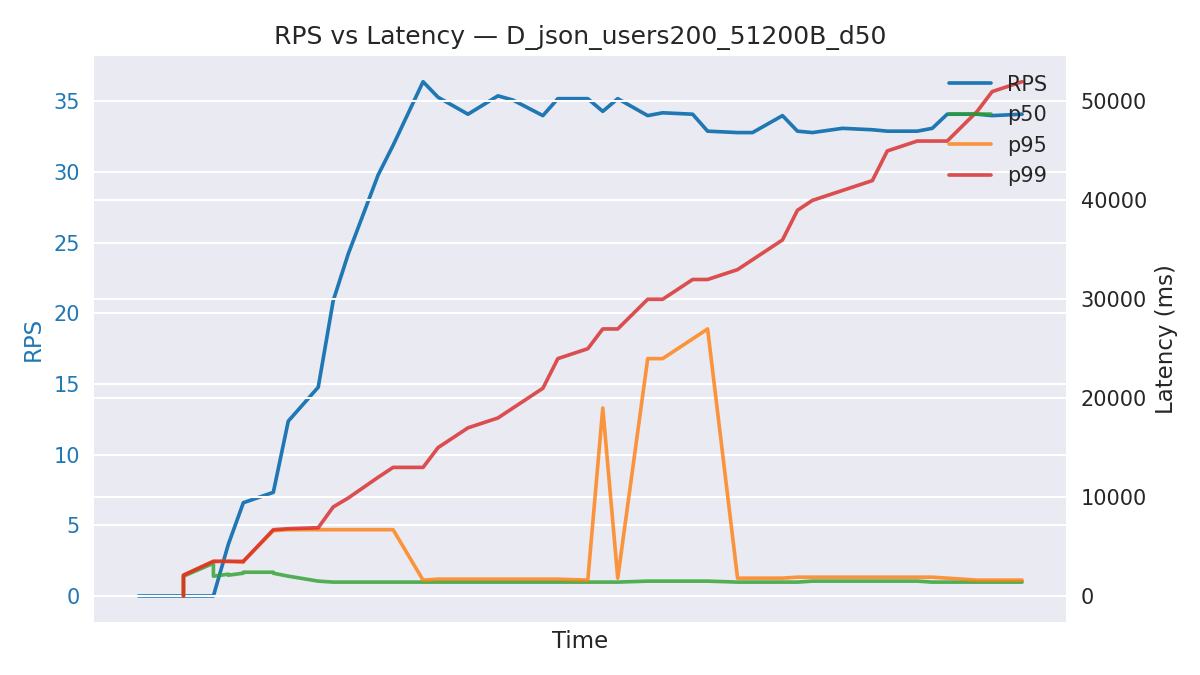 RPS vs Latency — D_json_users200_51200B_d50
RPS
p50
p95
p99
35
30
25
20
15
10
5
0
50000
40000
30000
20000
10000
0
RPS
Latency (ms)
Time